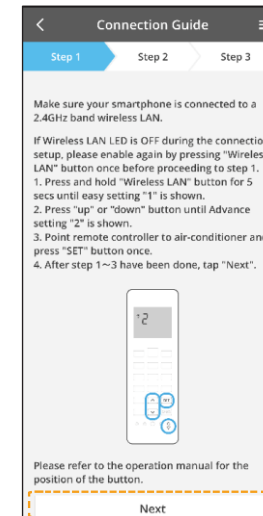 Connection Guide
Step 1 Step 2 Step 3
Make sure your smartphone is connected to a
2.4GHz band wireless LAN.
If Wireless LAN LED is OFF during the connectio
setup, please enable again by pressing "Wireles
LAN" button once before proceeding to step 1.
1. Press and hold "Wireless LAN" button for 5
secs until easy setting "1" is shown.
2. Press "up" or "down" button until Advance
setting "2" is shown.
3. Point remote controller to air-conditioner and
press "SET" button once.
4. After step 1~3 have been done, tap "Next".
2
SET
Please refer to the operation manual for the
position of the button.
Next